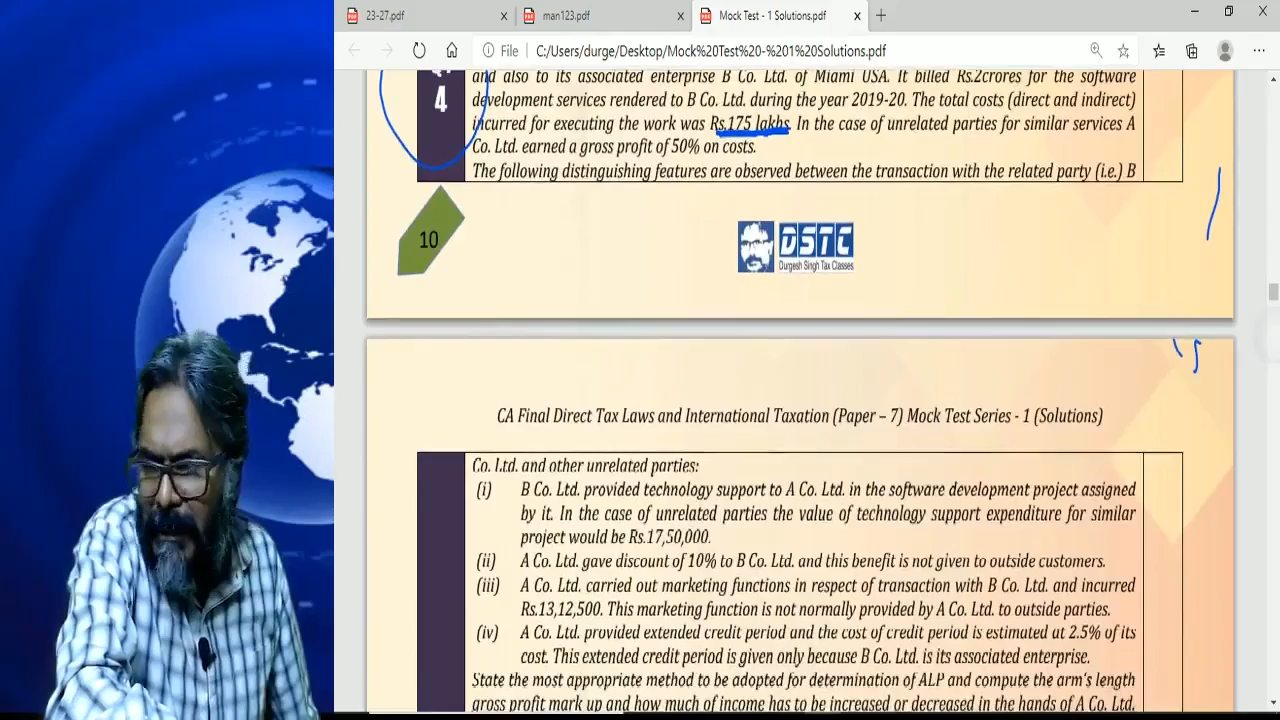 23-27.pdf
man123.pdf
Mock Test - 1 Solutions.pdf
File
C:/Users/durge/Desktop/Mock%20Test%20-%201%20Solutions.pdf
and also to its associated enterprise B Co. Ltd. of Miami USA. It billed Rs.2crores for the software
4
development services rendered to B Co. Ltd. during the year 2019-20. The total costs (direct and indirect)
incurred for executing the work was Rs.175 lakhs. In the case of unrelated parties for similar services A
Co. Ltd. earned a gross profit of 50% on costs.
The following distinguishing features are observed between the transaction with the related party (i.e.) B
10
DSTC
Durgesh Singh Tax Classes
CA Final Direct Tax Laws and International Taxation (Paper – 7) Mock Test Series - 1 (Solutions)
Co. Ltd. and other unrelated parties:
(i) B Co. Ltd. provided technology support to A Co. Ltd. in the software development project assigned
by it. In the case of unrelated parties the value of technology support expenditure for similar
project would be Rs.17,50,000.
(ii) A Co. Ltd. gave discount of 10% to B Co. Ltd. and this benefit is not given to outside customers.
(iii) A Co. Ltd. carried out marketing functions in respect of transaction with B Co. Ltd. and incurred
Rs.13,12,500. This marketing function is not normally provided by A Co. Ltd. to outside parties.
(iv) A Co. Ltd. provided extended credit period and the cost of credit period is estimated at 2.5% of its
cost. This extended credit period is given only because B Co. Ltd. is its associated enterprise.
State the most appropriate method to be adopted for determination of ALP and compute the arm's length
gross profit mark up and how much of income has to be increased or decreased in the hands of A Co. Ltd.